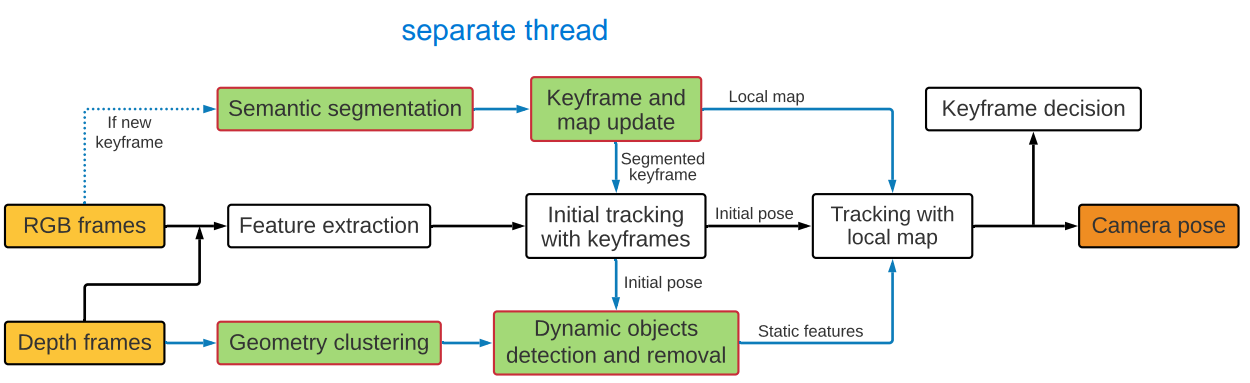 separate thread
Semantic segmentation
Keyframe and
map update
Local map
Keyframe decision
If new
keyframe
Segmented
keyframe
RGB frames
Feature extraction
Initial tracking
with keyframes
Initial pose
Tracking with
local map
Camera pose
Initial pose
Depth frames
Geometry clustering
Dynamic objects
detection and removal
Static features